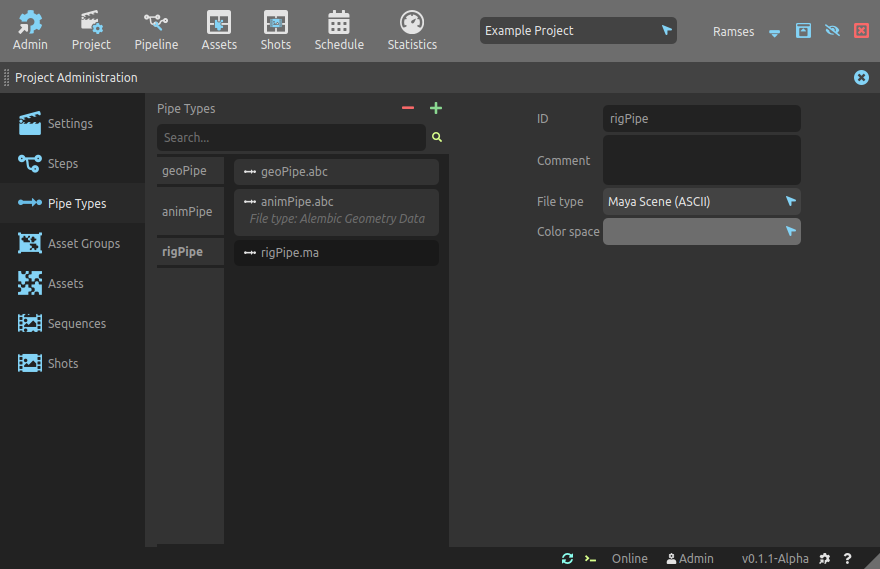 Admin
Project
Pipeline
Assets
Shots
Schedule
Statistics
Example Project
Ramses
Project Administration
Settings
Steps
Pipe Types
Asset Groups
Assets
Sequences
Shots
Pipe Types
Search...
geoPipe
geoPipe.abc
animPipe
animPipe.abc
File type: Alembic Geometry Data
rigPipe
rigPipe.ma
ID
rigPipe
Comment
File type
Maya Scene (ASCII)
Color space
Online
Admin
v0.1.1-Alpha
?